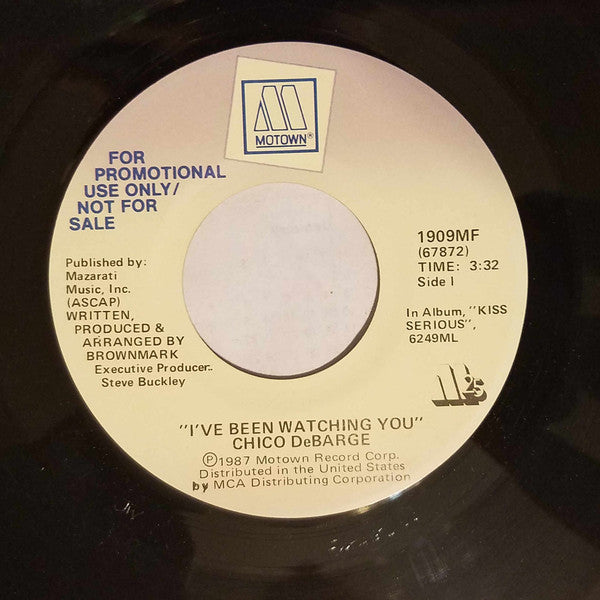 MOTOWN®
FOR
PROMOTIONAL
USE ONLY/
NOT FOR
SALE
Published by:
Mazarati
Music, Inc.
(ASCAP)
WRITTEN,
PRODUCED &
ARRANGED BY
BROWNMARK
Executive Producer:
Steve Buckley
1909MF
(67872)
TIME: 3:32
Side I
In Album, "KISS
SERIOUS",
6249ML
M25
"I'VE BEEN WATCHING YOU"
CHICO DeBARGE
Ⓟ1987 Motown Record Corp.
Distributed in the United States
by MCA Distributing Corporation